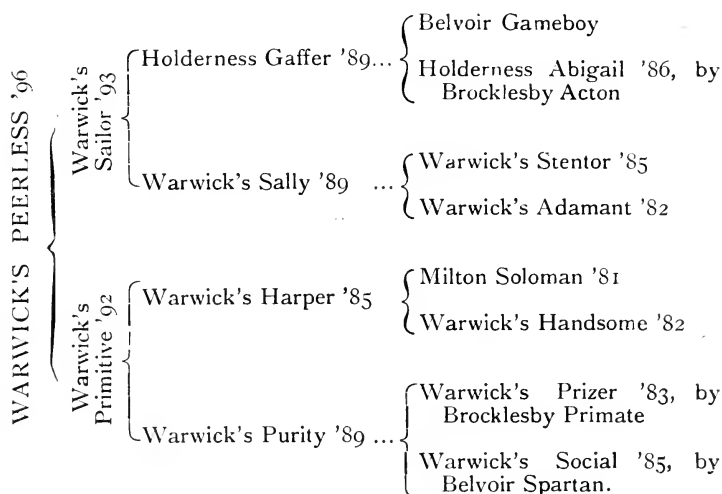 WARWICK'S PEERLESS '96
Warwick's
Sailor '93
Holderness Gaffer '89...
Belvoir Gameboy
Holderness Abigail '86, by
Brocklesby Acton
Warwick's Sally '89 ...
Warwick's Stentor '85
Warwick's Adamant '82
Warwick's
Primitive '92
Warwick's Harper '85
Milton Soloman '81
Warwick's Handsome '82
Warwick's Purity '89 ...
Warwick's Prizer '83, by
Brocklesby Primate
Warwick's Social '85, by
Belvoir Spartan.